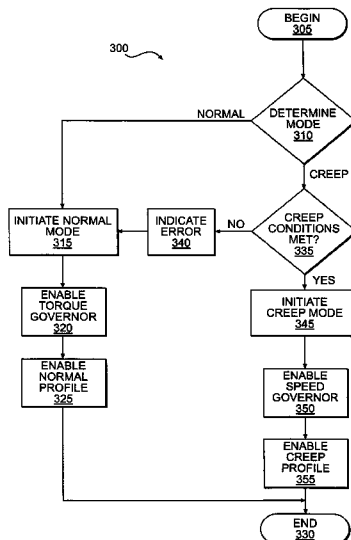 BEGIN
305
300
NORMAL
DETERMINE
MODE
310
CREEP
INITIATE NORMAL
MODE
315
INDICATE
ERROR
340
NO
CREEP
CONDITIONS
MET?
335
YES
ENABLE
TORQUE
GOVERNOR
320
INITIATE
CREEP MODE
345
ENABLE
NORMAL
PROFILE
325
ENABLE
SPEED
GOVERNOR
350
ENABLE
CREEP
PROFILE
355
END
330